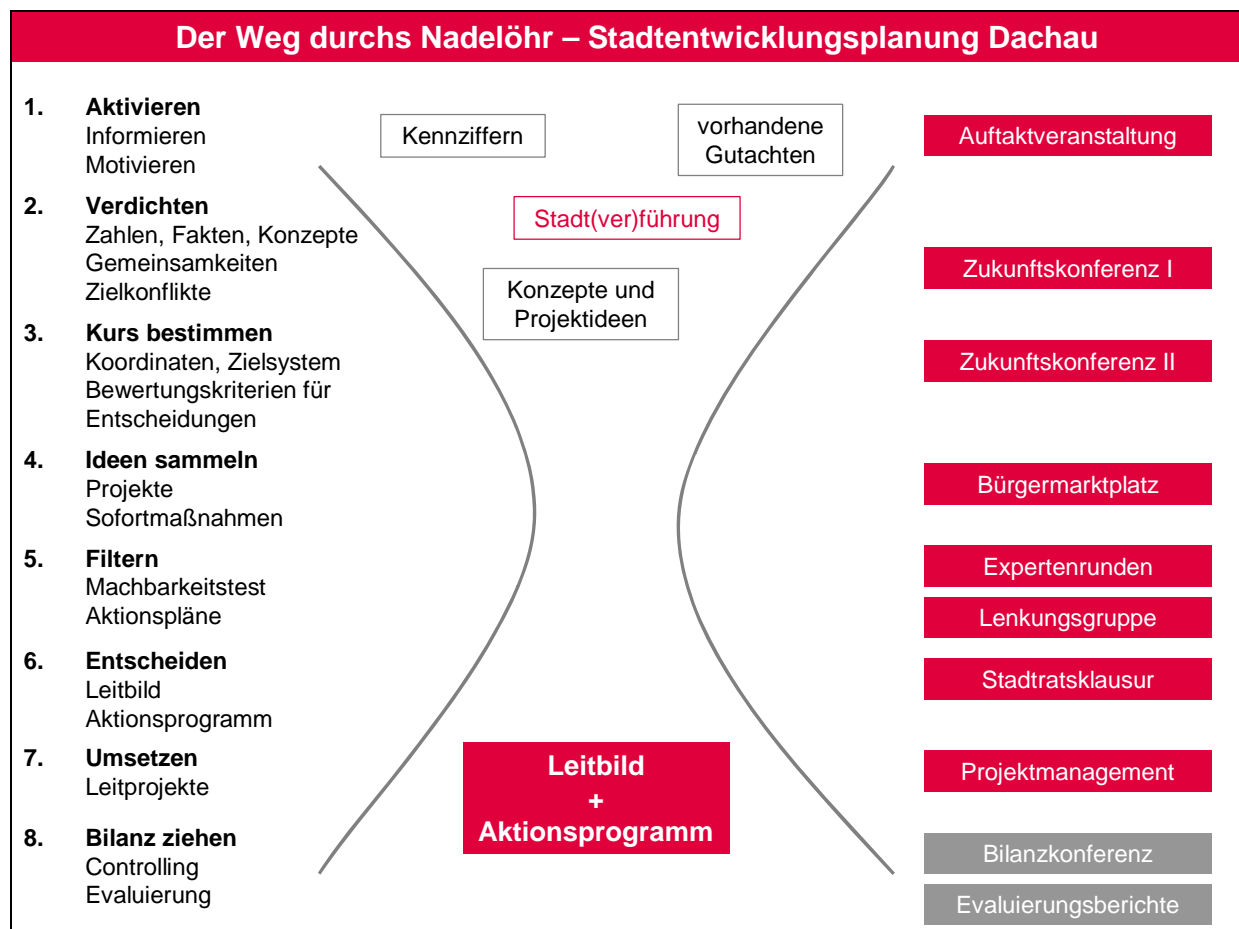 Der Weg durchs Nadelöhr – Stadtentwicklungsplanung Dachau
1. Aktivieren
Informieren
Motivieren
2. Verdichten
Zahlen, Fakten, Konzepte
Gemeinsamkeiten
Zielkonflikte
3. Kurs bestimmen
Koordinaten, Zielsystem
Bewertungskriterien für
Entscheidungen
4. Ideen sammeln
Projekte
Sofortmaßnahmen
5. Filtern
Machbarkeitstest
Aktionspläne
6. Entscheiden
Leitbild
Aktionsprogramm
7. Umsetzen
Leitprojekte
8. Bilanz ziehen
Controlling
Evaluierung
Kennziffern
vorhandene
Gutachten
Stadt(ver)führung
Konzepte und
Projektideen
Leitbild
+
Aktionsprogramm
Auftaktveranstaltung
Zukunftskonferenz I
Zukunftskonferenz II
Bürgermarktplatz
Expertenrunden
Lenkungsgruppe
Stadtratsklausur
Projektmanagement
Bilanzkonferenz
Evaluierungsberichte